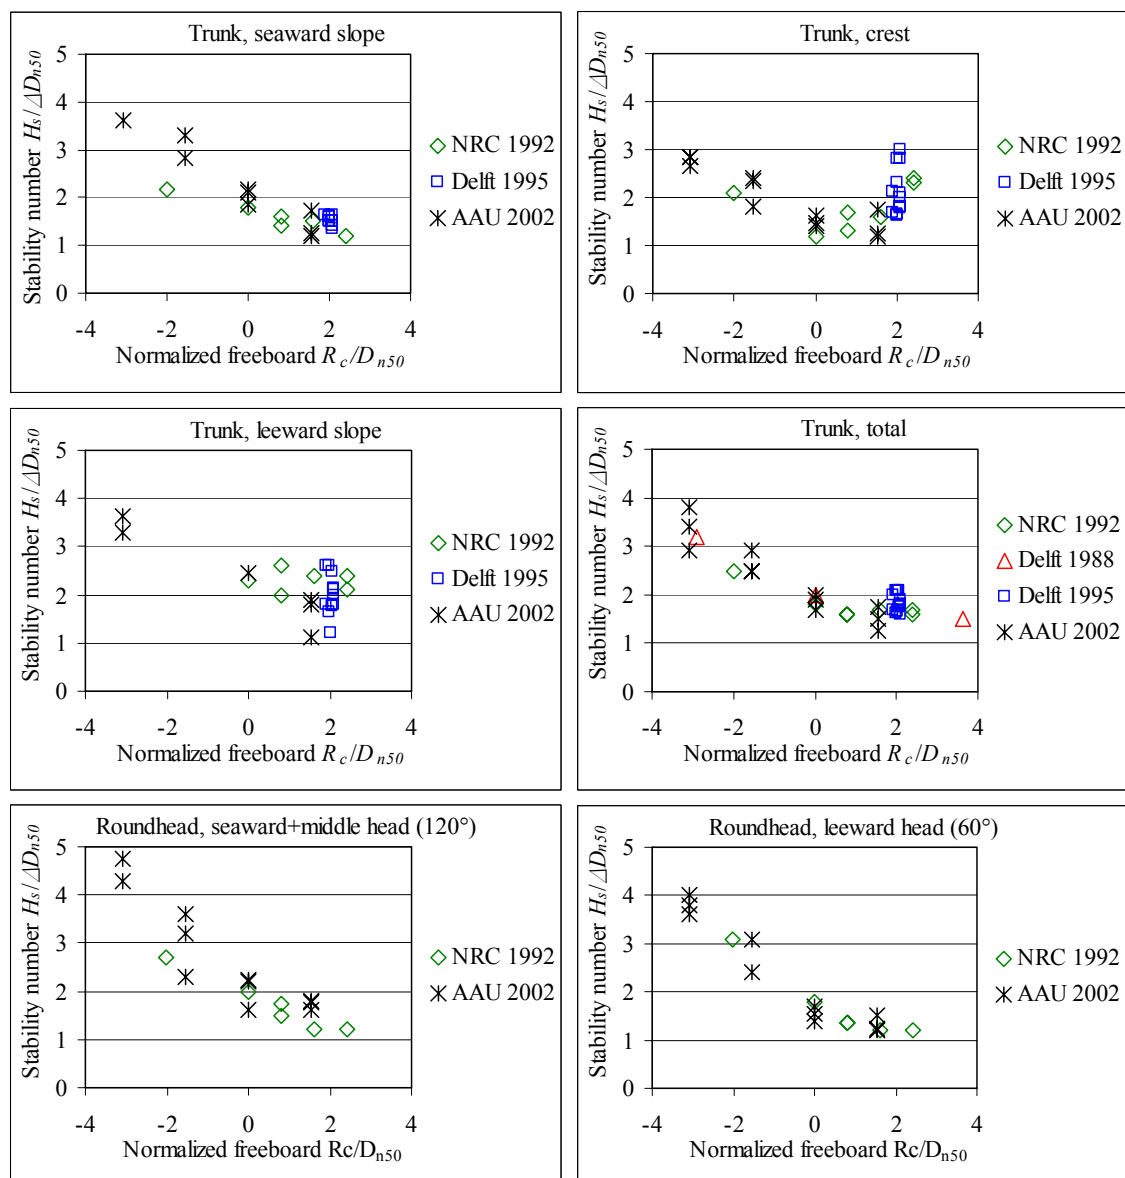 Trunk, seaward slope
Stability number Hs/ΔDn50
5
4
3
2
1
0
-4 -2 0 2 4
Normalized freeboard Rc/Dn50
NRC 1992
Delft 1995
AAU 2002
Trunk, crest
Stability number Hs/ΔDn50
5
4
3
2
1
0
-4 -2 0 2 4
Normalized freeboard Rc/Dn50
NRC 1992
Delft 1995
AAU 2002
Trunk, leeward slope
Stability number Hs/ΔDn50
5
4
3
2
1
0
-4 -2 0 2 4
Normalized freeboard Rc/Dn50
NRC 1992
Delft 1995
AAU 2002
Trunk, total
Stability number Hs/ΔDn50
5
4
3
2
1
0
-4 -2 0 2 4
Normalized freeboard Rc/Dn50
NRC 1992
Delft 1988
Delft 1995
AAU 2002
Roundhead, seaward+middle head (120°)
Stability number Hs/ΔDn50
5
4
3
2
1
0
-4 -2 0 2 4
Normalized freeboard Rc/Dn50
NRC 1992
AAU 2002
Roundhead, leeward head (60°)
Stability number Hs/ΔDn50
5
4
3
2
1
0
-4 -2 0 2 4
Normalized freeboard Rc/Dn50
NRC 1992
AAU 2002